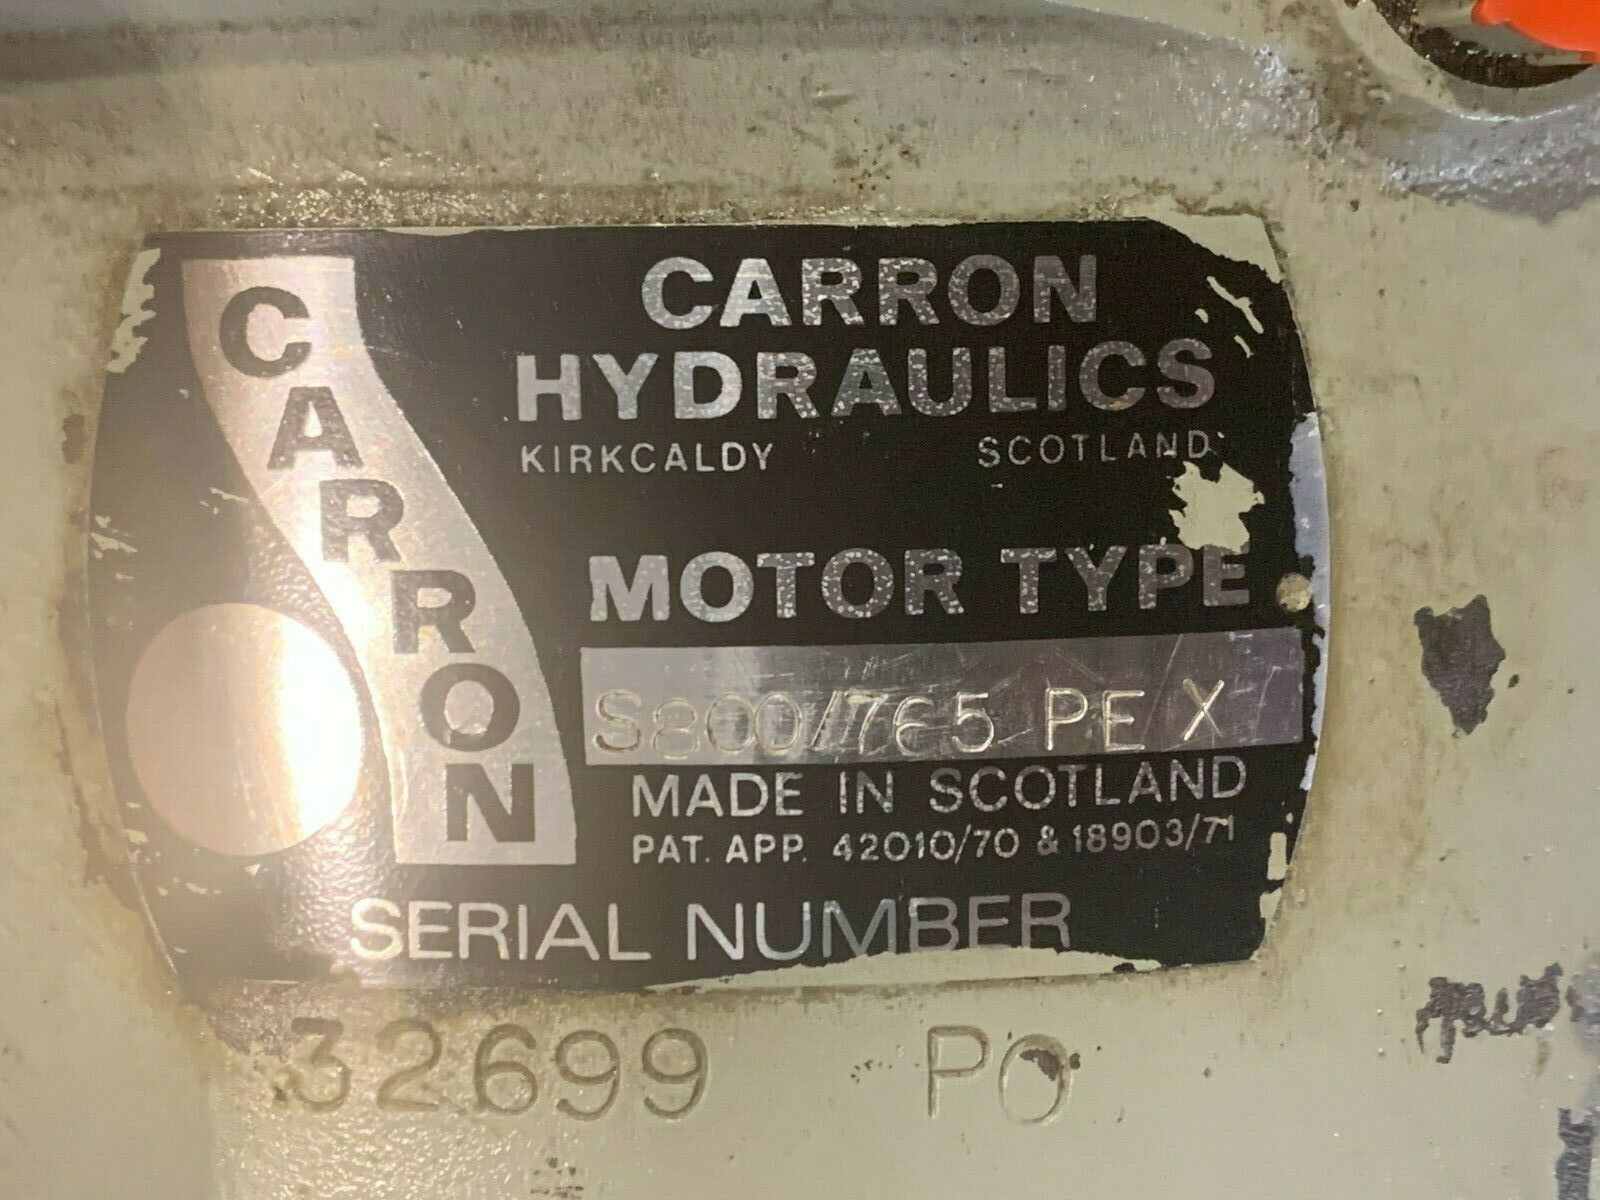 CARRON
CARRON
HYDRAULICS
KIRKCALDY SCOTLAND
MOTOR TYPE
S800/765 PE X
MADE IN SCOTLAND
PAT. APP. 42010/70 & 18903/71
SERIAL NUMBER
32699 PO